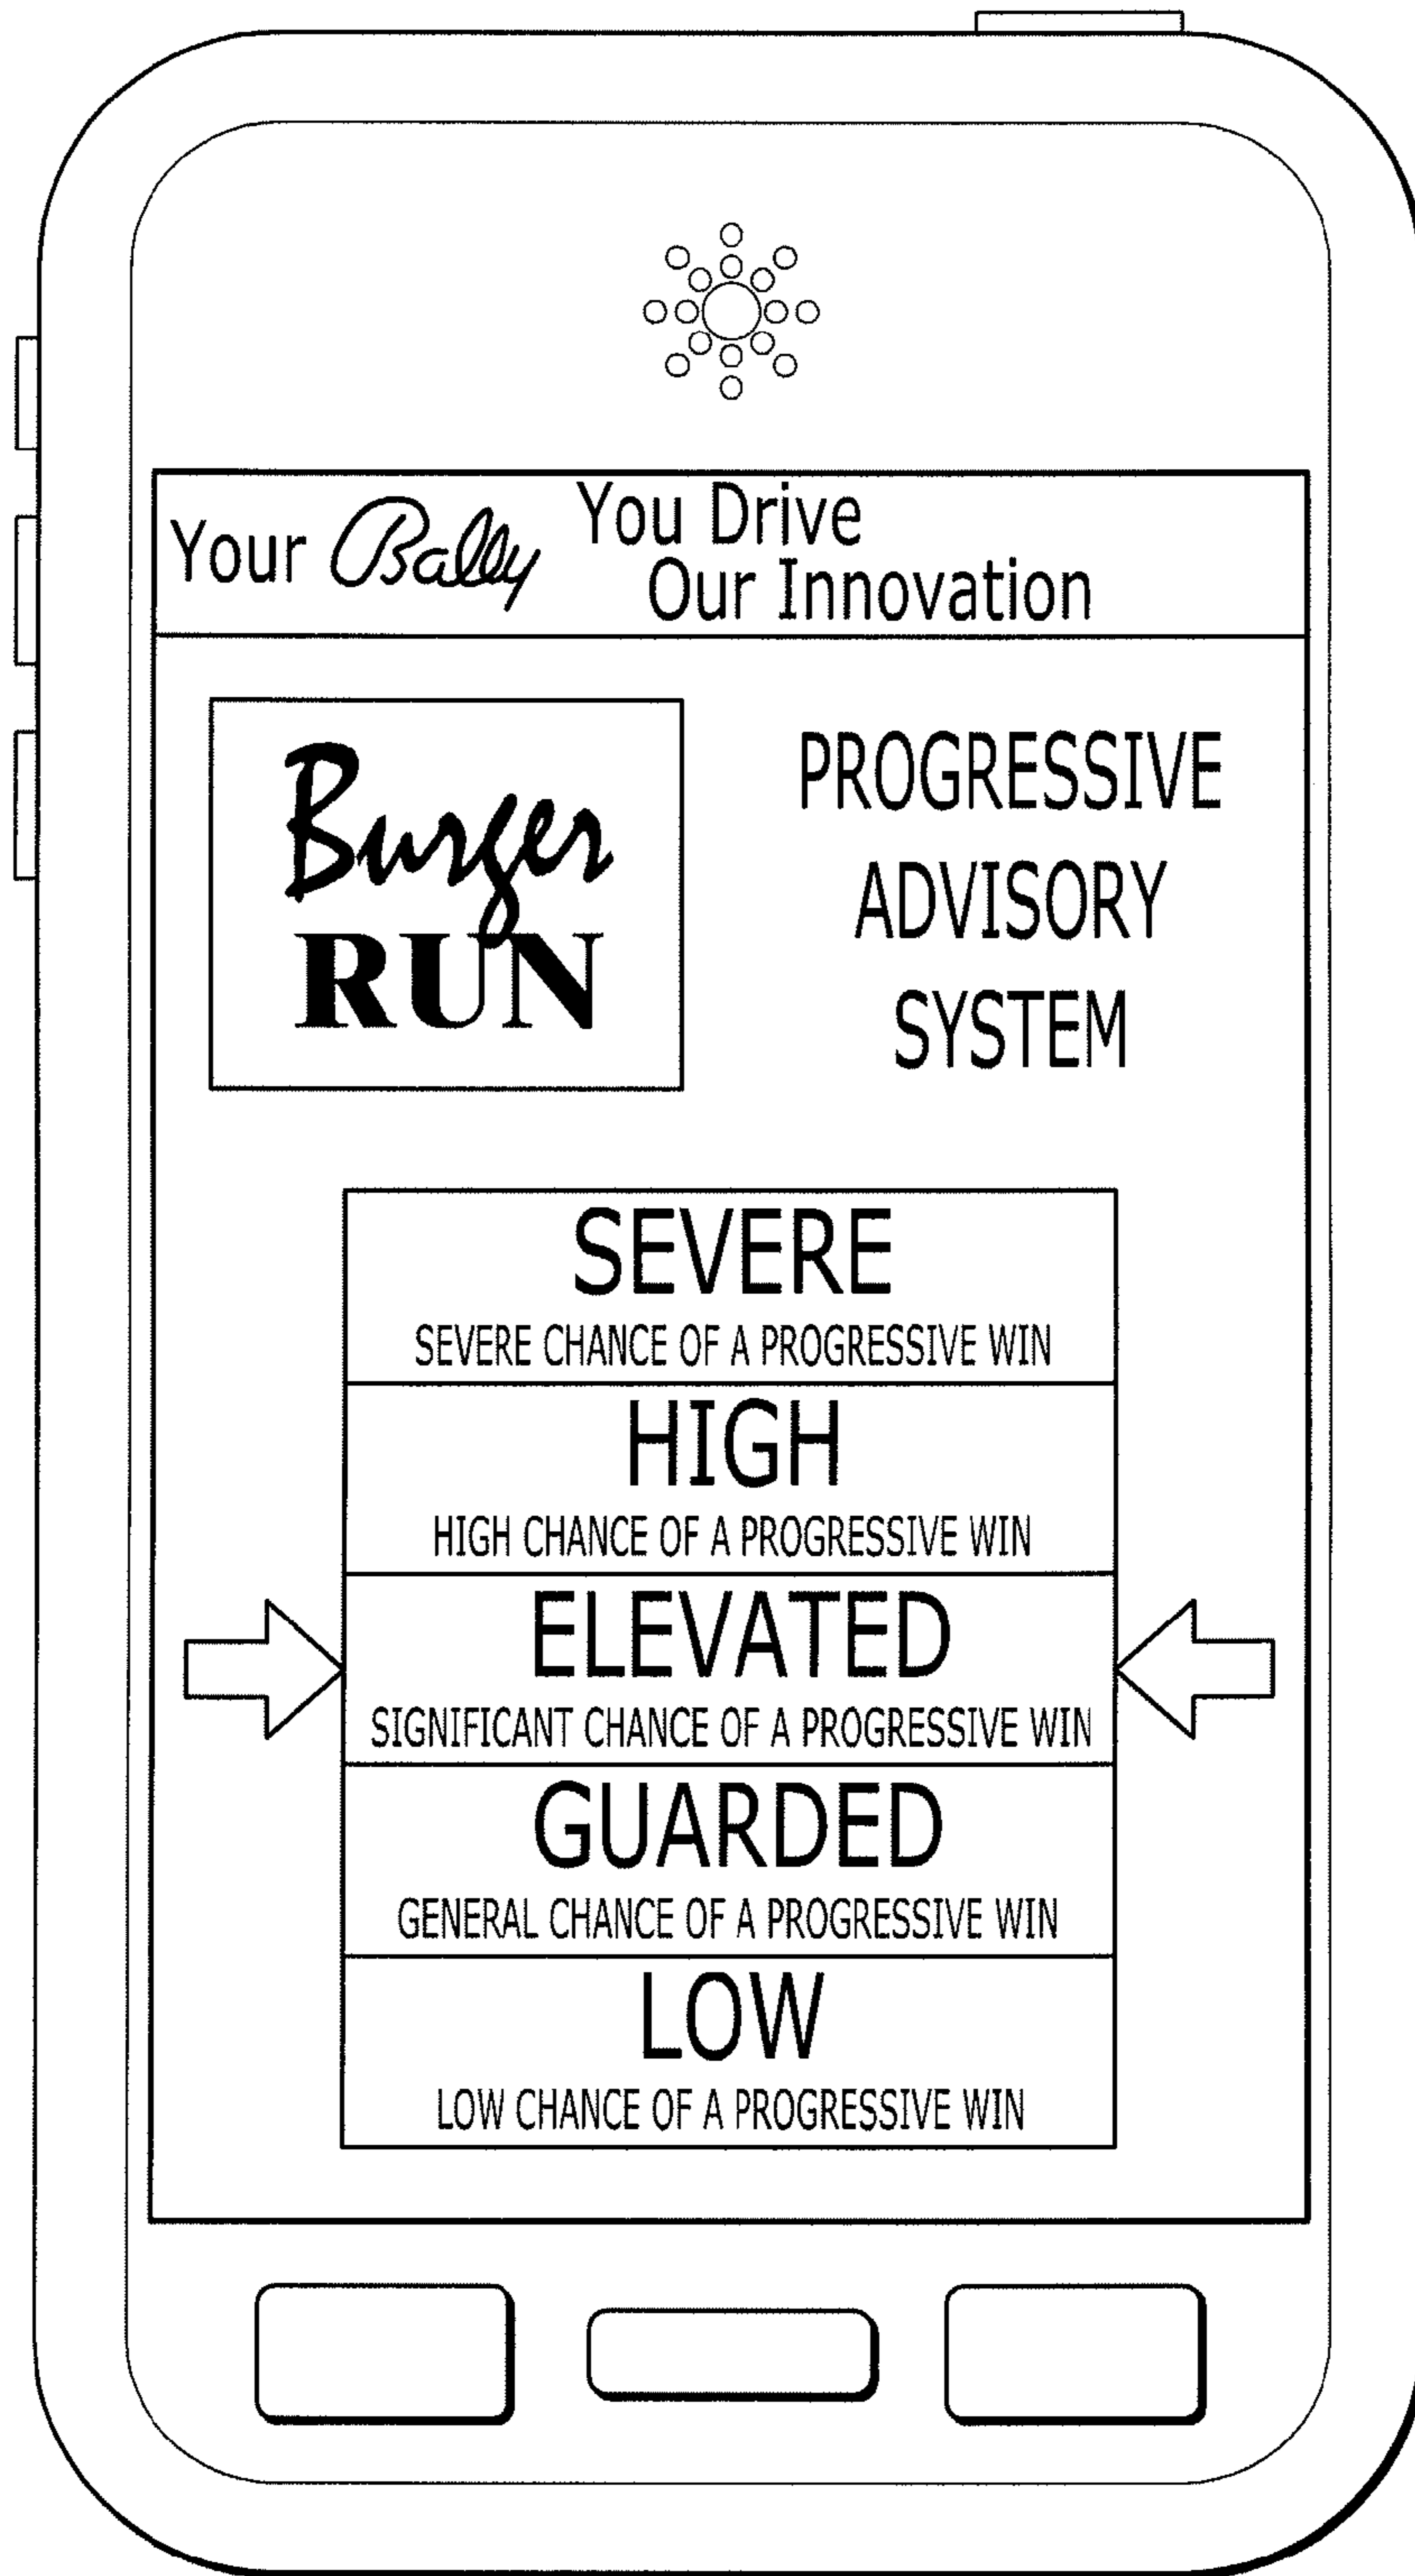 Your Bally You Drive
Our Innovation
Burger
RUN
PROGRESSIVE
ADVISORY
SYSTEM
SEVERE
SEVERE CHANCE OF A PROGRESSIVE WIN
HIGH
HIGH CHANCE OF A PROGRESSIVE WIN
ELEVATED
SIGNIFICANT CHANCE OF A PROGRESSIVE WIN
GUARDED
GENERAL CHANCE OF A PROGRESSIVE WIN
LOW
LOW CHANCE OF A PROGRESSIVE WIN